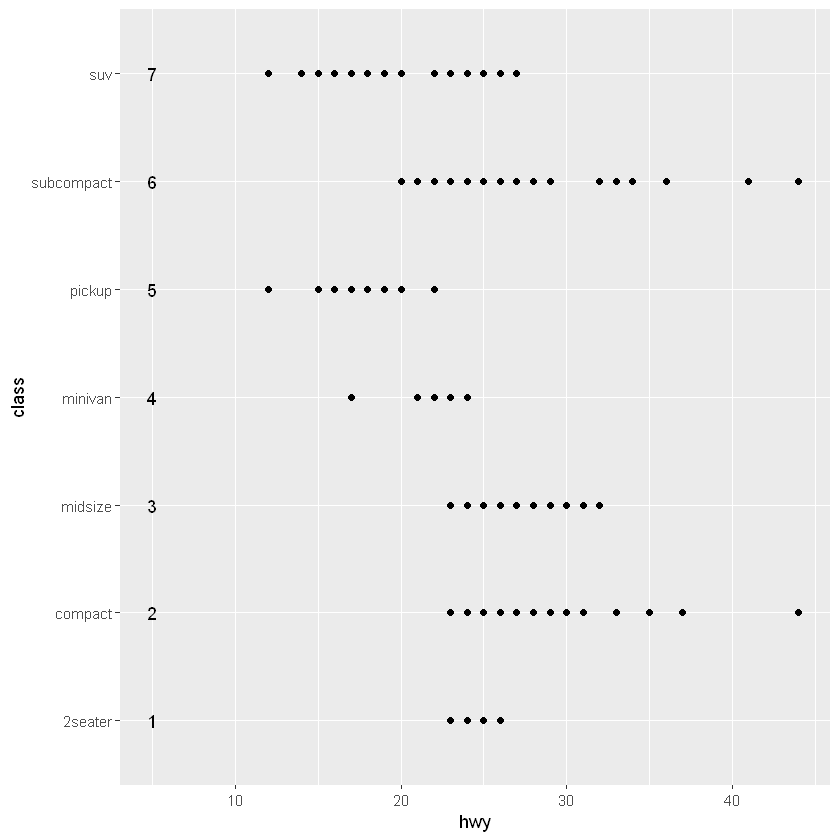 suv 7
subcompact 6
pickup 5
minivan 4
midsize 3
compact 2
2seater 1
class
10 20 30 40
hwy